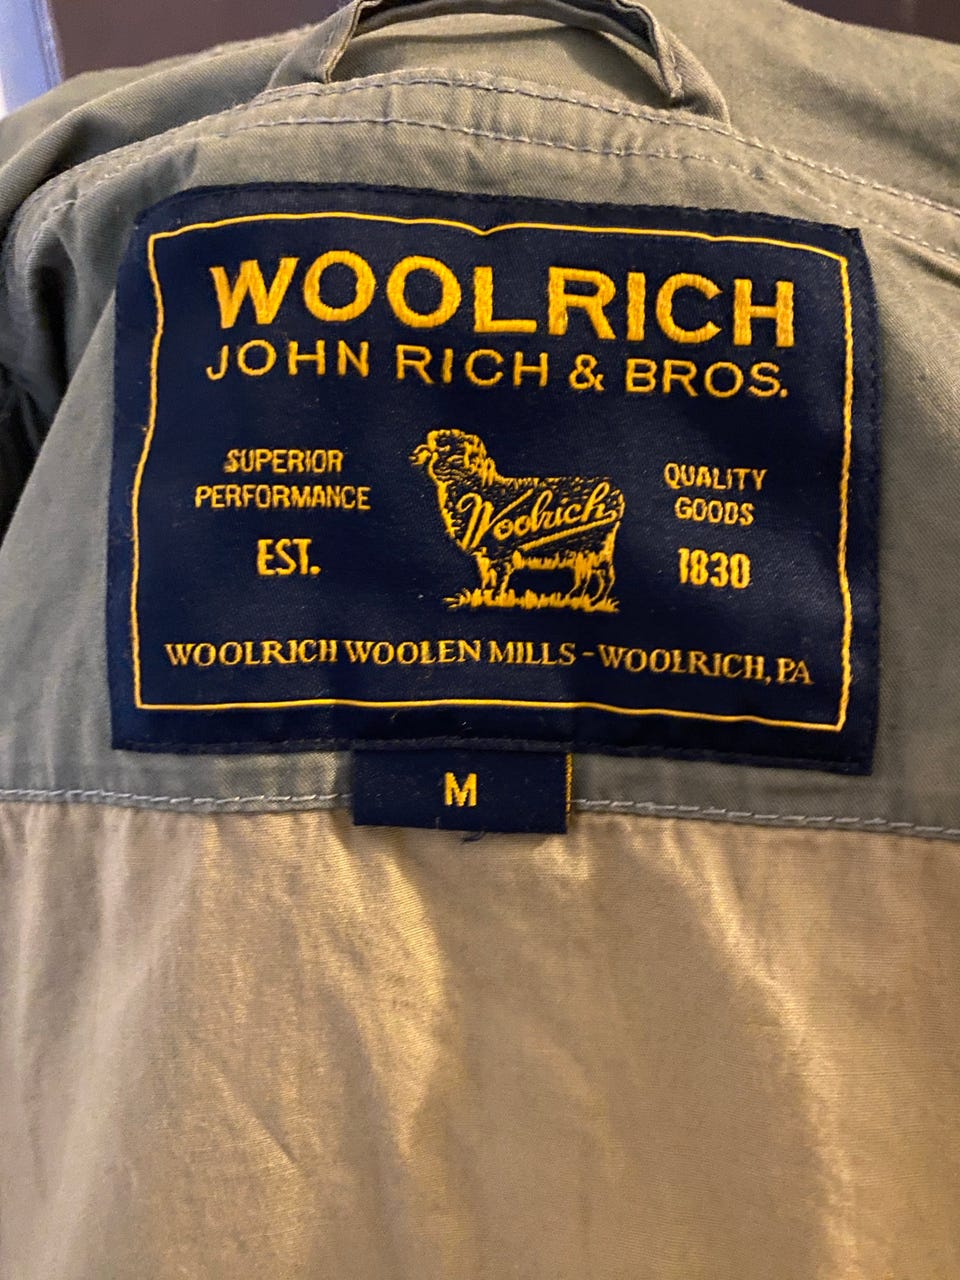 WOOLRICH
JOHN RICH & BROS.
SUPERIOR
PERFORMANCE
EST.
Woolrich
QUALITY
GOODS
1830
WOOLRICH WOOLEN MILLS - WOOLRICH, PA
M